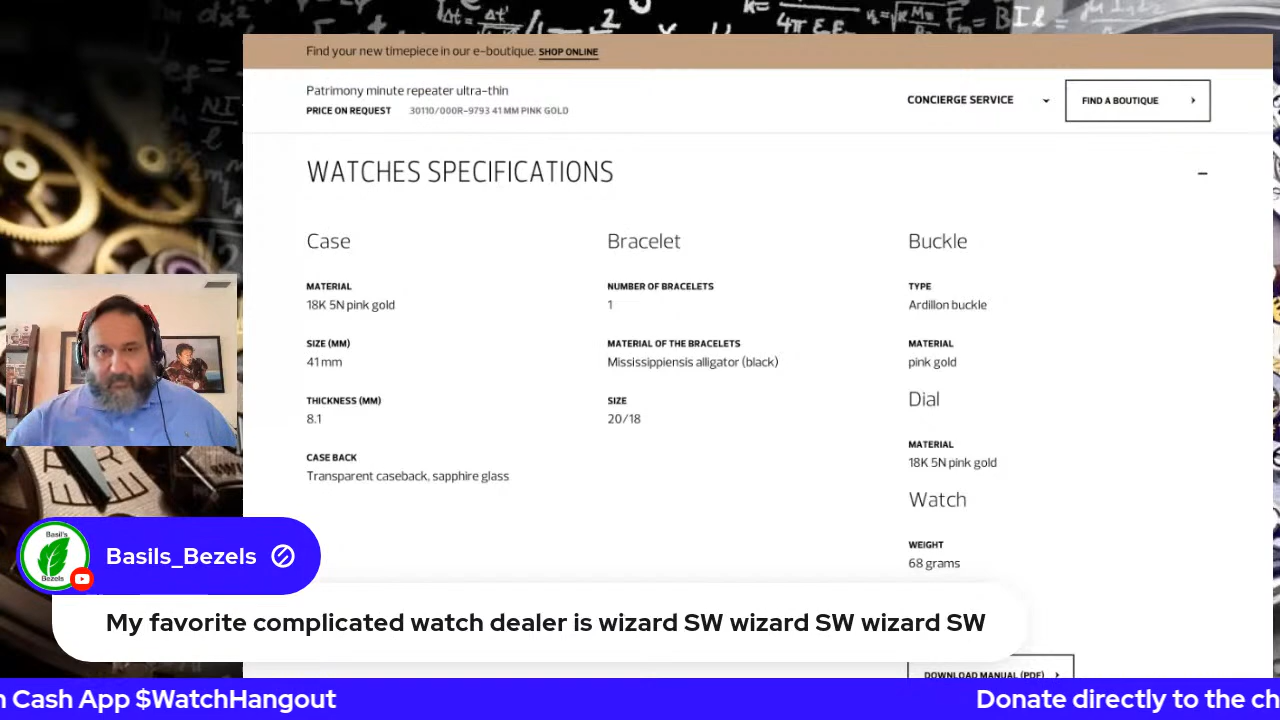 Find your new timepiece in our e-boutique. SHOP ONLINE
Patrimony minute repeater ultra-thin
PRICE ON REQUEST 30110/000R-9793 41 MM PINK GOLD
CONCIERGE SERVICE
FIND A BOUTIQUE
WATCHES SPECIFICATIONS
Case
MATERIAL
18K 5N pink gold
SIZE (MM)
41 mm
THICKNESS (MM)
8.1
CASE BACK
Transparent caseback, sapphire glass
Bracelet
NUMBER OF BRACELETS
1
MATERIAL OF THE BRACELETS
Mississippiensis alligator (black)
SIZE
20/18
Buckle
TYPE
Ardillon buckle
MATERIAL
pink gold
Dial
MATERIAL
18K 5N pink gold
Watch
WEIGHT
68 grams
DOWNLOAD MANUAL (PDF)
Basil's
Bezels
Basils_Bezels
My favorite complicated watch dealer is wizard SW wizard SW wizard SW
Cash App $WatchHangout
Donate directly to the